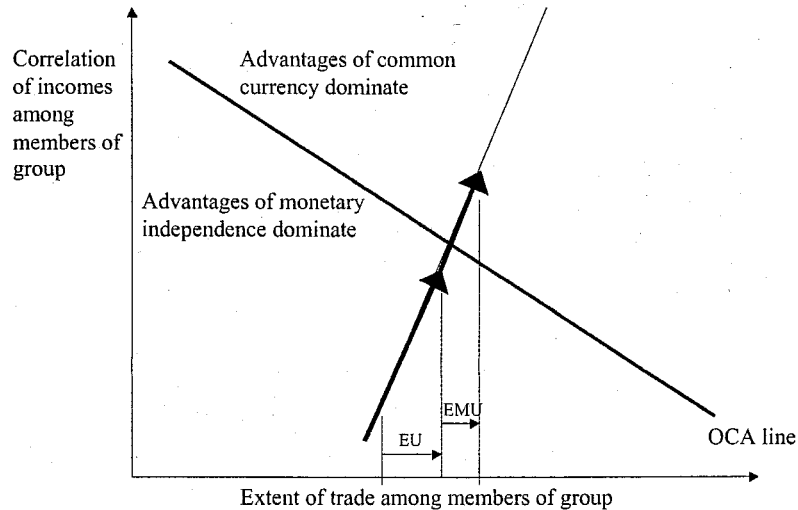 Correlation
of incomes
among
members of
group
Advantages of common
currency dominate
Advantages of monetary
independence dominate
EMU
EU
OCA line
Extent of trade among members of group